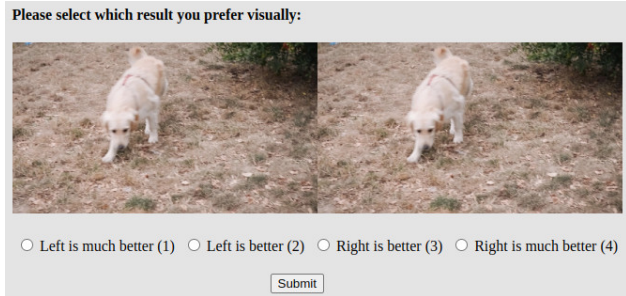 Please select which result you prefer visually:
Left is much better (1) Left is better (2) Right is better (3) Right is much better (4)
Submit